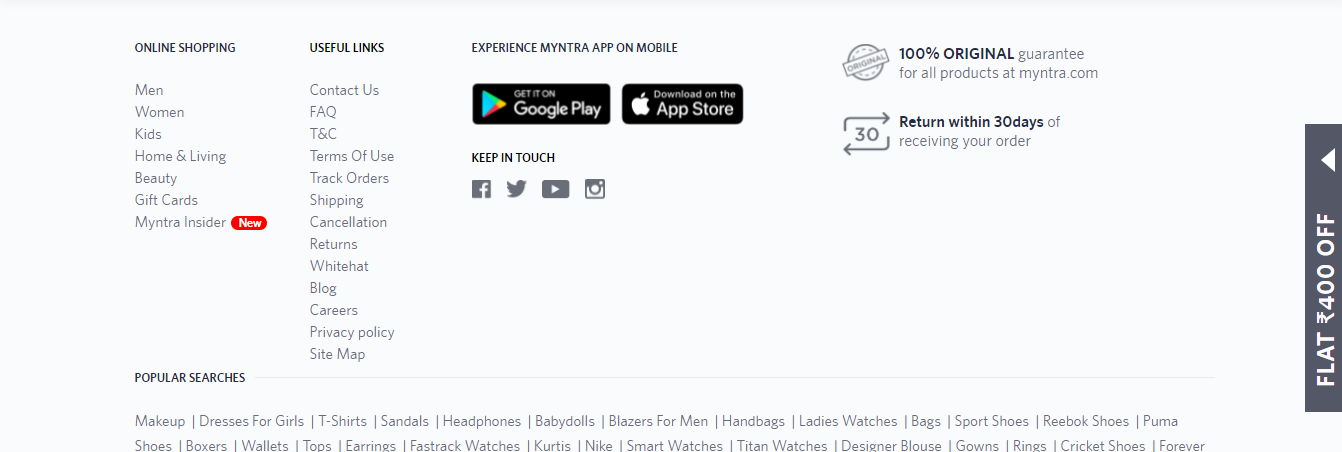 ONLINE SHOPPING
Men
Women
Kids
Home & Living
Beauty
Gift Cards
Myntra Insider New
USEFUL LINKS
Contact Us
FAQ
T&C
Terms Of Use
Track Orders
Shipping
Cancellation
Returns
Whitehat
Blog
Careers
Privacy policy
Site Map
EXPERIENCE MYNTRA APP ON MOBILE
GET IT ON
Google Play
Download on the
App Store
KEEP IN TOUCH
ORIGINAL
100% ORIGINAL guarantee
for all products at myntra.com
30
Return within 30days of
receiving your order
FLAT ₹400 OFF
POPULAR SEARCHES
Makeup | Dresses For Girls | T-Shirts | Sandals | Headphones | Babydolls | Blazers For Men | Handbags | Ladies Watches | Bags | Sport Shoes | Reebok Shoes | Puma
Shoes | Boxers | Wallets | Tops | Earrings | Fastrack Watches | Kurtis | Nike | Smart Watches | Titan Watches | Designer Blouse | Gowns | Rings | Cricket Shoes | Forever